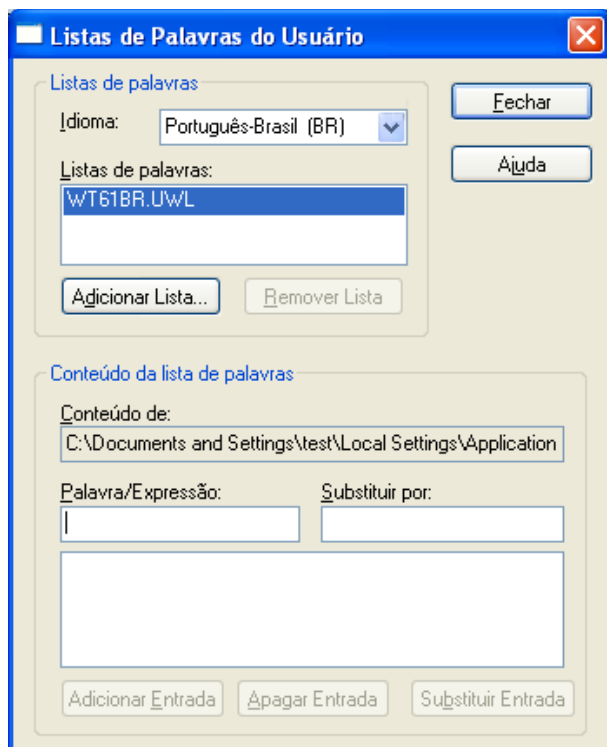 Listas de Palavras do Usuário
Listas de palavras
Fechar
Idioma: Português-Brasil (BR)
Ajuda
Listas de palavras:
WT61BR.UWL
Adicionar Lista... Remover Lista
Conteúdo da lista de palavras
Conteúdo de:
C:\Documents and Settings\test\Local Settings\Application
Palavra/Expressão: Substituir por:
Adicionar Entrada Apagar Entrada Substituir Entrada